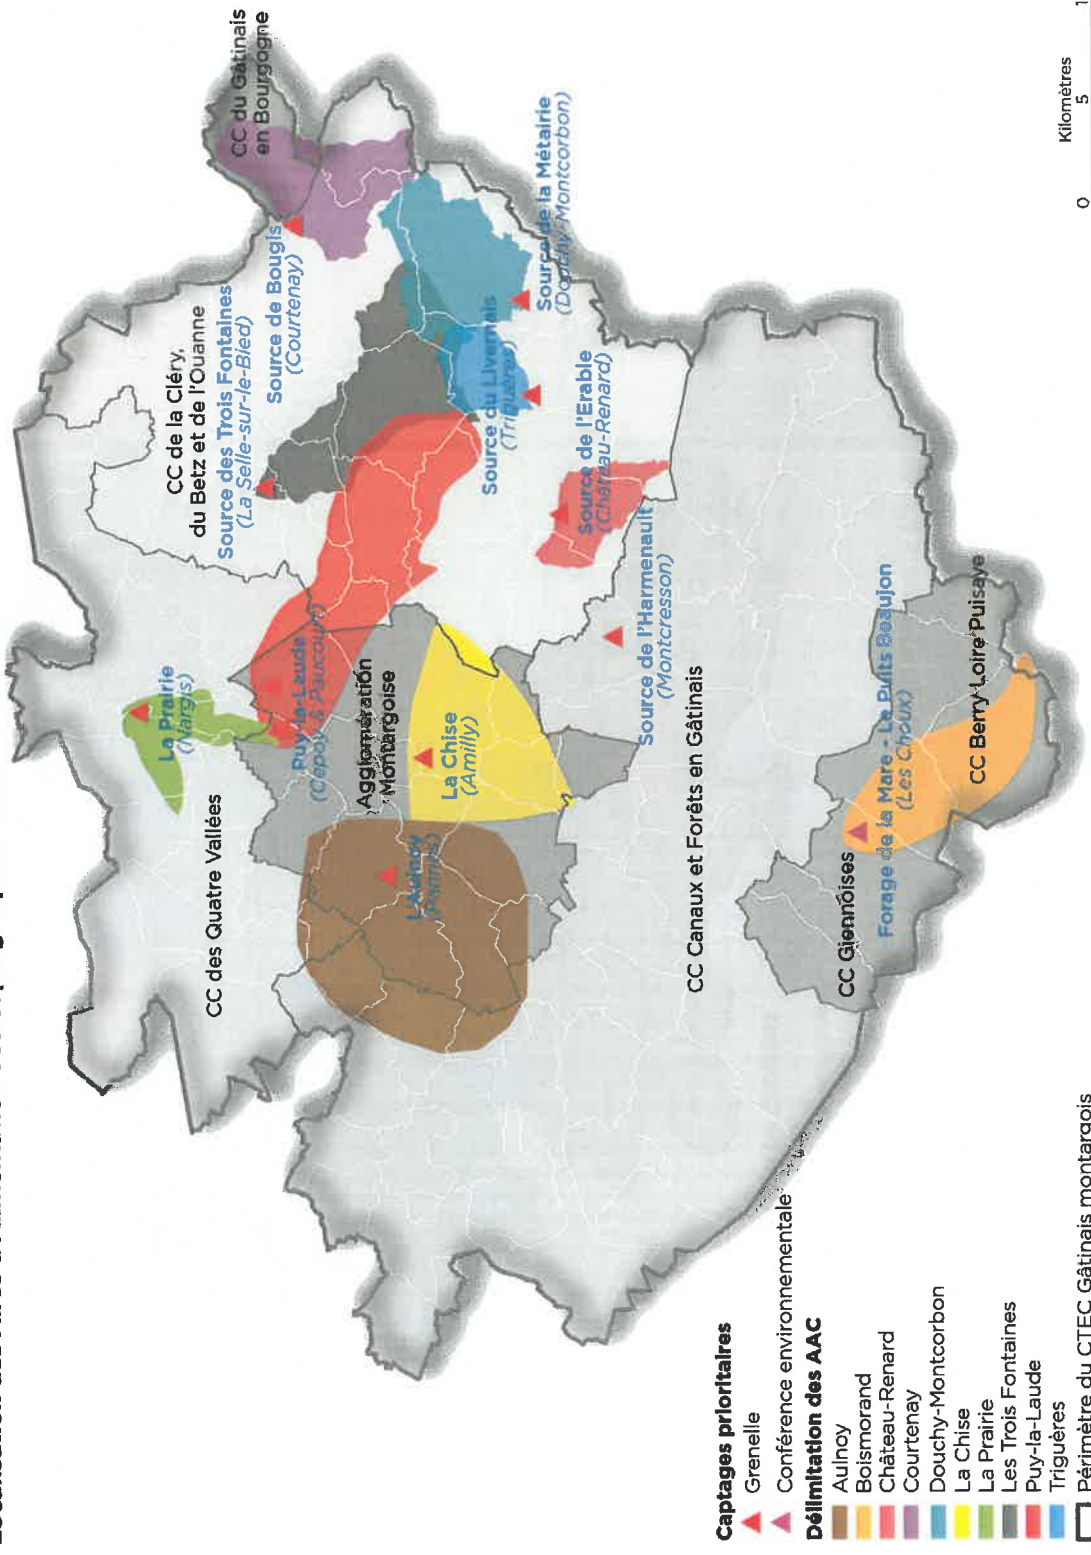 CC du Gâtinais
en Bourgogne
CC de la Cléry,
du Betz et de l'Ouanne
Source des Trois Fontaines
(La Selle-sur-le-Bied)
Source de Bougis
(Courtenay)
Source de la Métairie
(Douchy-Montcorbon)
Source du Livernais
(Triguères)
Source de l'Erable
(Château-Renard)
La Prairie
(Nargis)
Puy-la-Laude
(Cepoy & Paucourt)
Agglomération
Montargoise
La Chise
(Amilly)
Source de l'Harmenault
(Montcresson)
CC des Quatre Vallées
L'Aulnoy
(Pannes)
CC Canaux et Forêts en Gâtinais
Forage de la Mare - Le Puits Beaujon
(Les Choux)
CC Berry-Loire-Puisaye
CC Giennoises
Captages prioritaires
Grenelle
Conférence environnementale
Délimitation des AAC
Aulnoy
Boismorand
Château-Renard
Courtenay
Douchy-Montcorbon
La Chise
La Prairie
Les Trois Fontaines
Puy-la-Laude
Triguères
Périmètre du CTEC Gâtinais montargois
Kilomètres
0 5 1